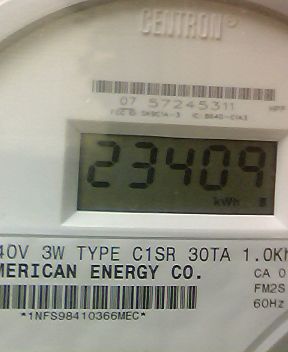 CENTRON
07 57245311
23409
kWh
40V 3W TYPE C1SR 30TA 1.0Kh
MERICAN ENERGY CO.
CA 0
FM2S
60Hz
*1NFS98410366MEC*